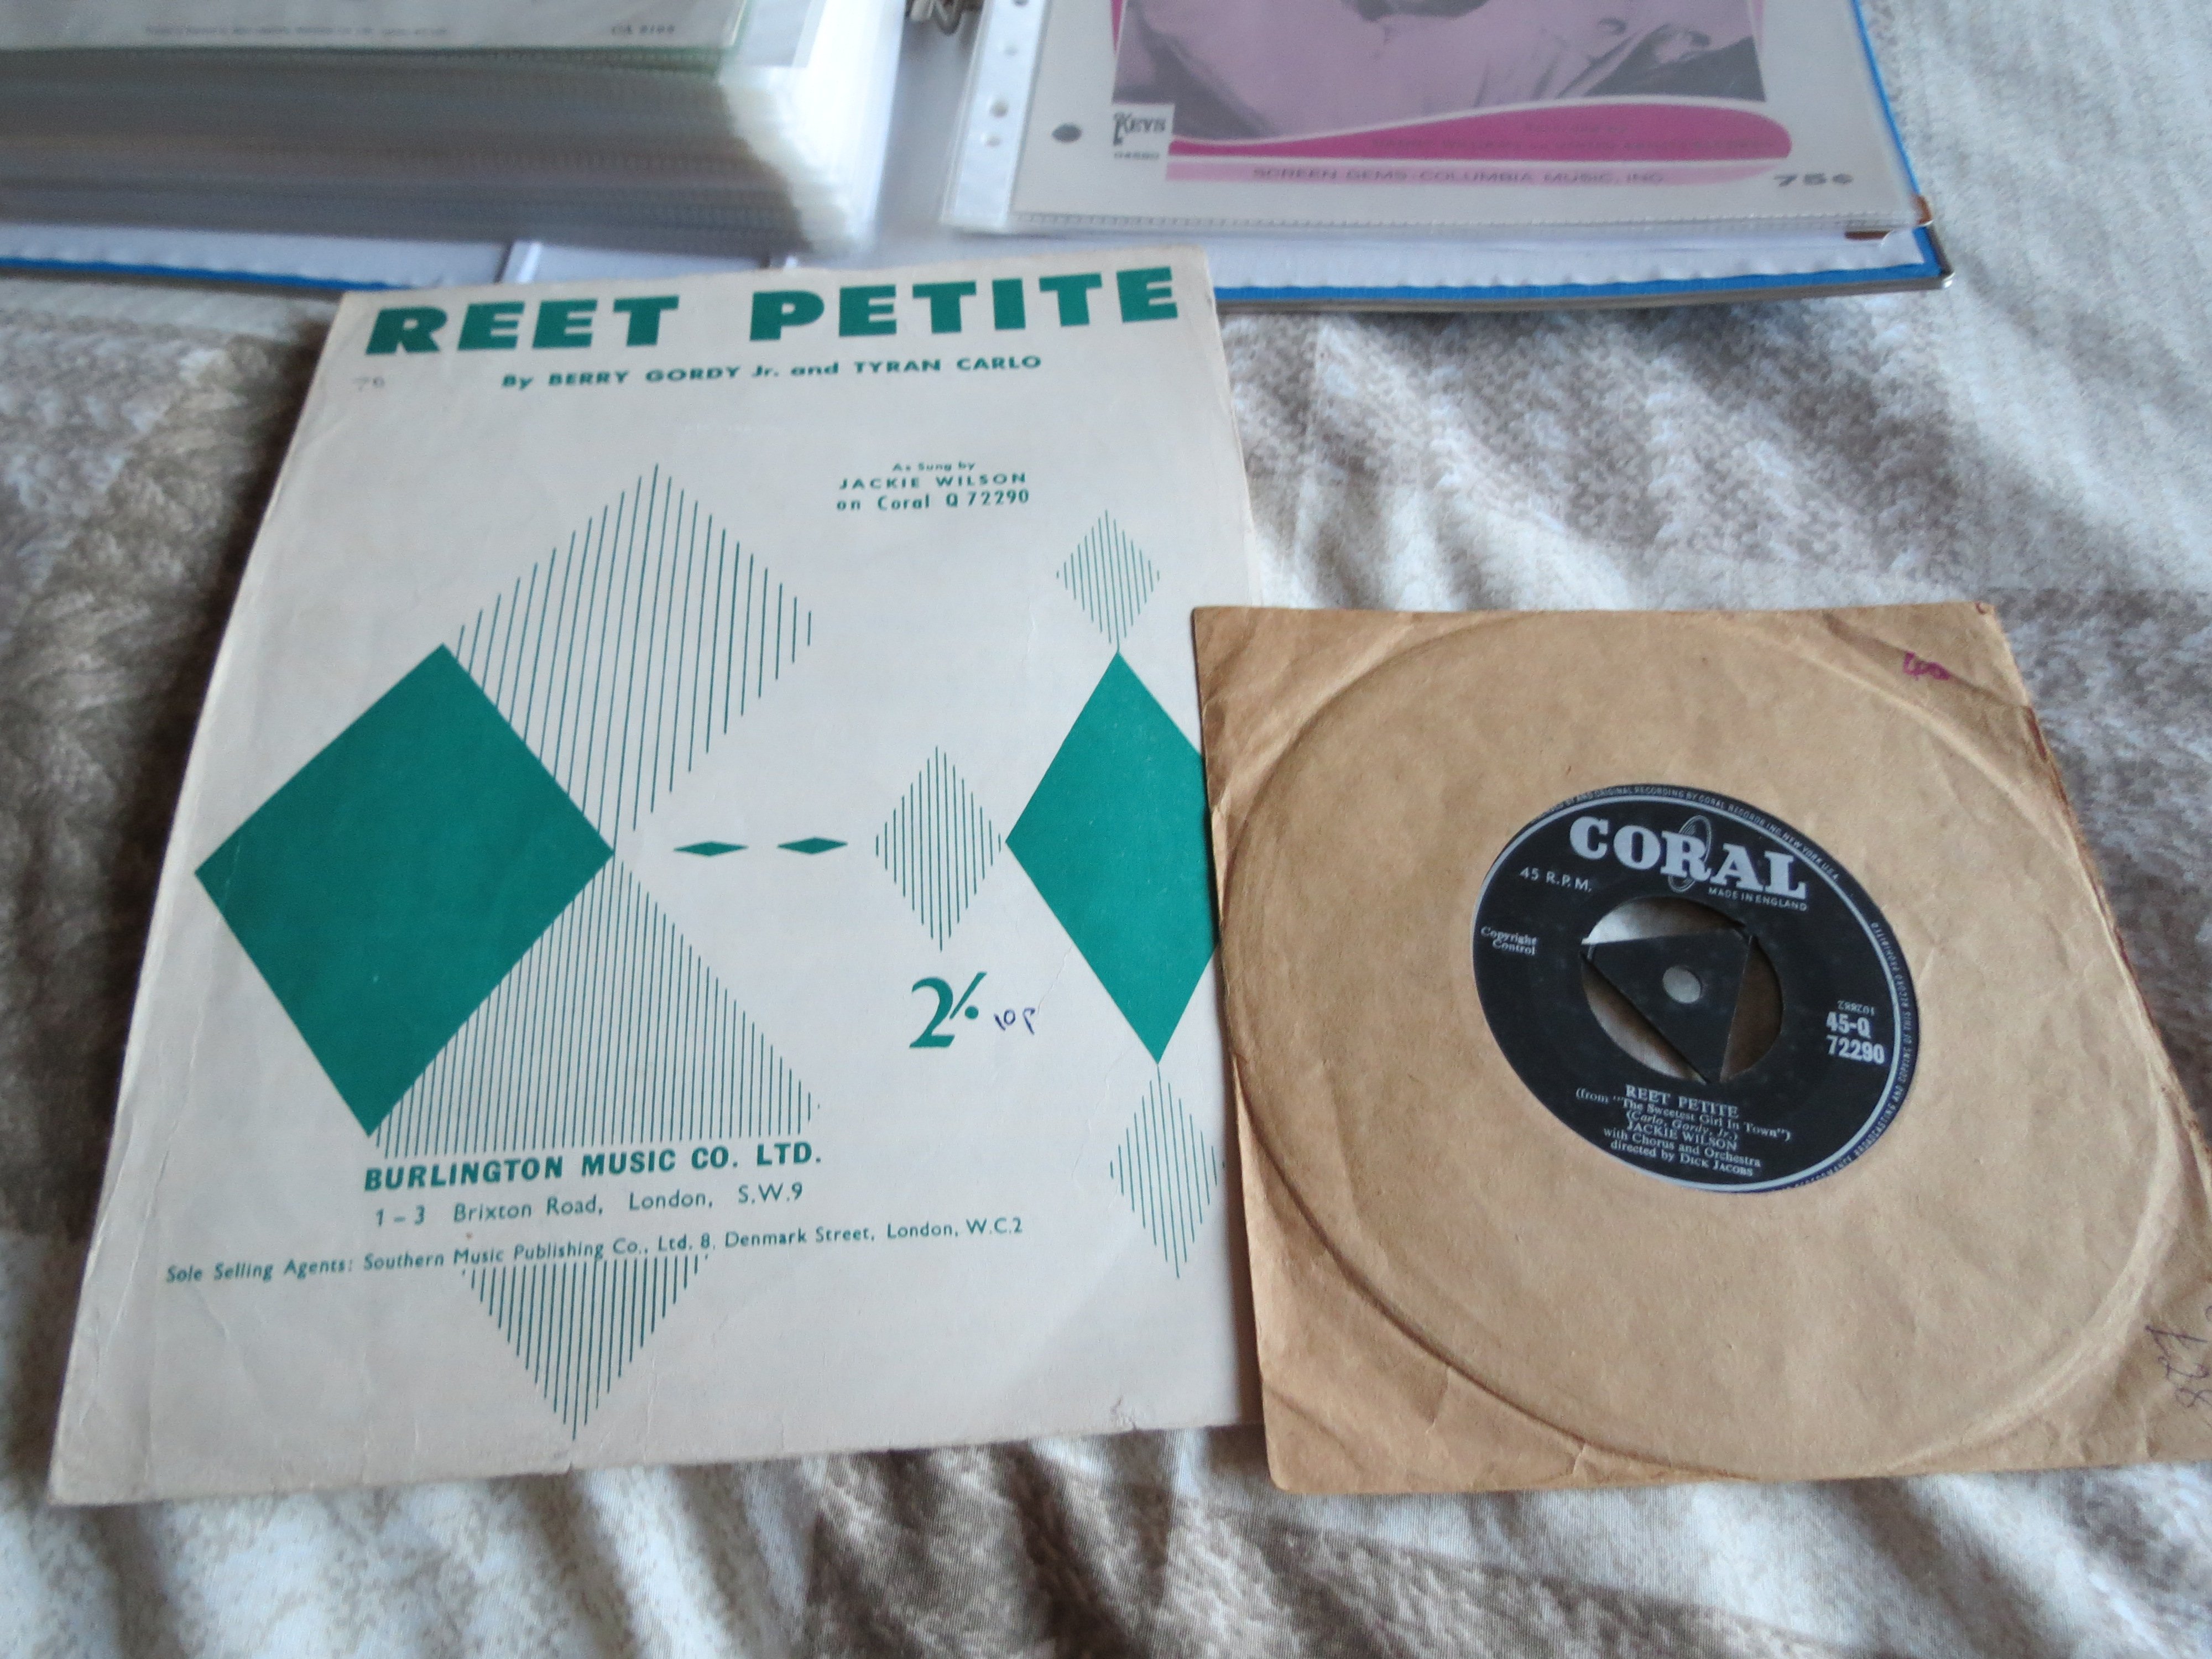 KEYS
SCREEN GEMS-COLUMBIA MUSIC, INC.
75¢
REET PETITE
By BERRY GORDY Jr. and TYRAN CARLO
As Sung by
JACKIE WILSON
on Coral Q 72290
2/-
10p
BURLINGTON MUSIC CO. LTD.
1 – 3 Brixton Road, London, S.W.9
Sole Selling Agents: Southern Music Publishing Co., Ltd. 8, Denmark Street, London, W.C.2
CORAL
45 R.P.M.
MADE IN ENGLAND
Copyright
Control
45-Q
72290
REET PETITE
(from "The Sweetest Girl In Town")
(Carlo, Gordy, Jr.)
JACKIE WILSON
with Chorus and Orchestra
directed by DICK JACOBS